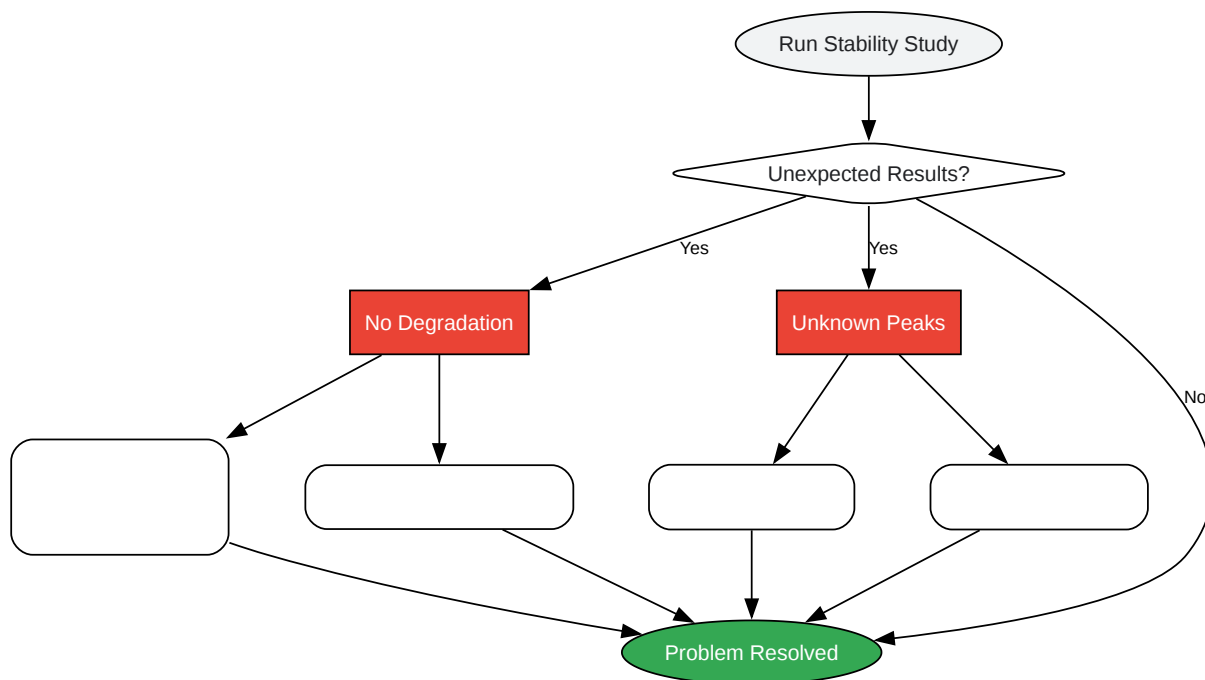 Run Stability Study
Unexpected Results?
Yes
Yes
No Degradation
Unknown Peaks
No
Problem Resolved